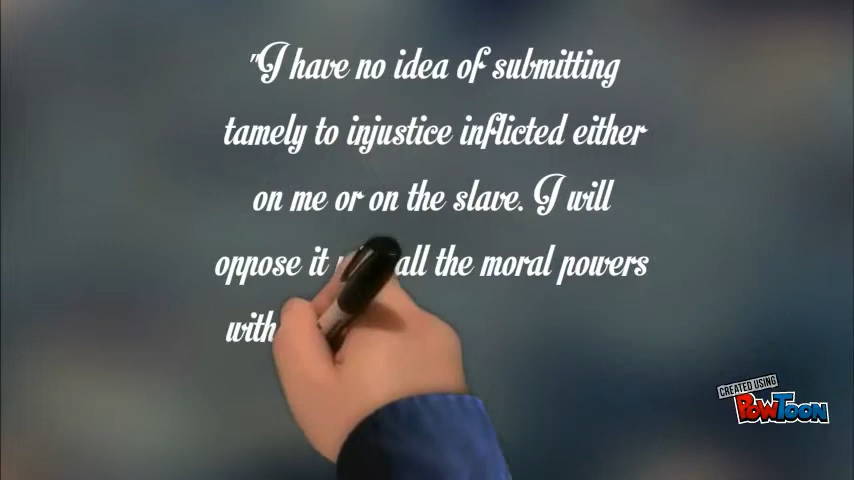 "I have no idea of submitting
tamely to injustice inflicted either
on me or on the slave. I will
oppose it all the moral powers
with
CREATED USING
POWTOON